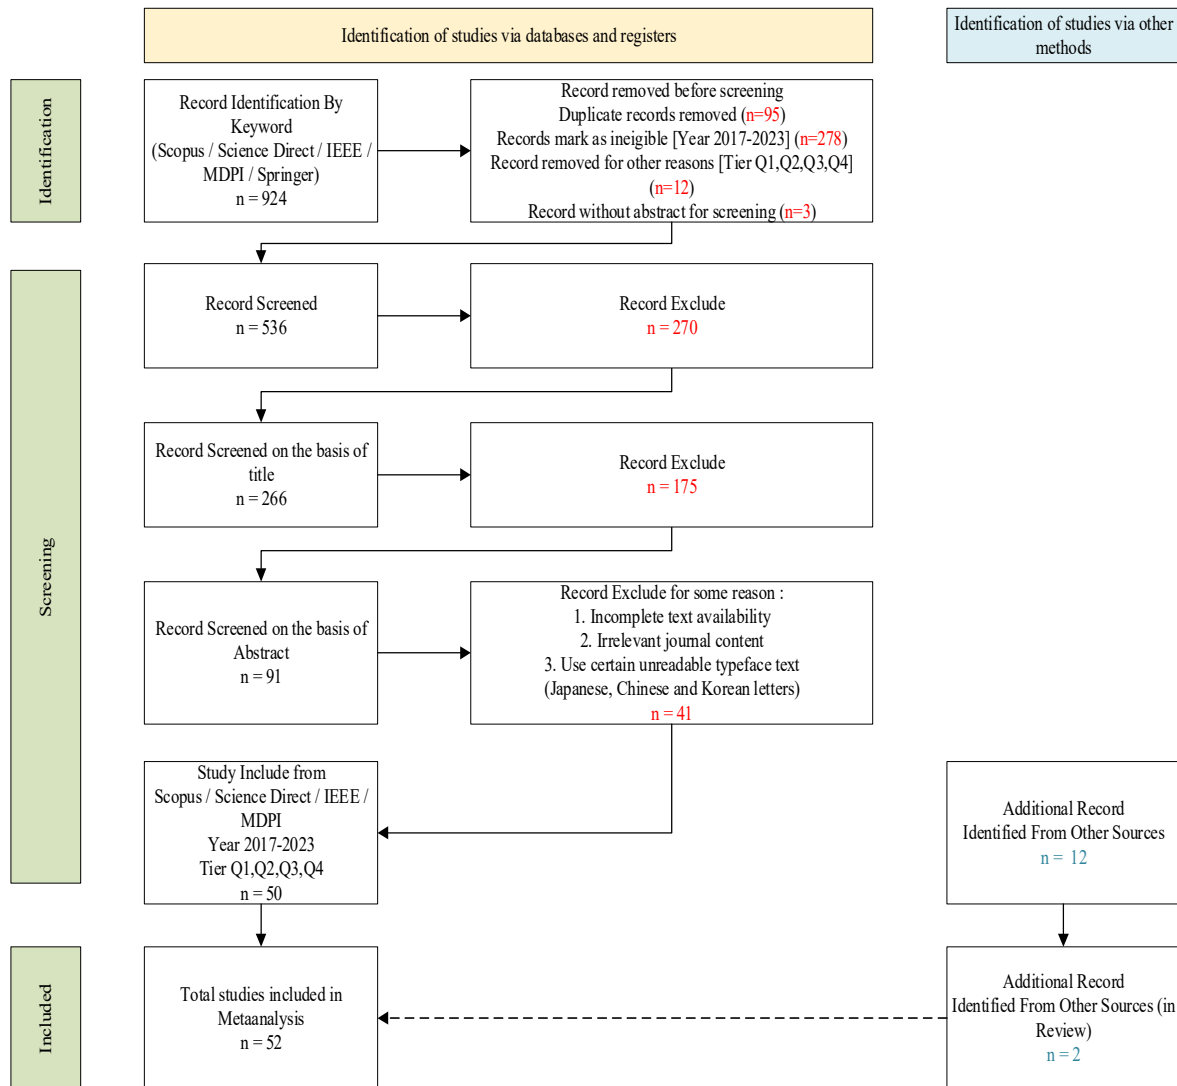 Identification of studies via databases and registers
Identification of studies via other
methods
Identification
Record Identification By
Keyword
(Scopus / Science Direct / IEEE /
MDPI / Springer)
n = 924
Record removed before screening
Duplicate records removed (n=95)
Records mark as ineigible [Year 2017-2023] (n=278)
Record removed for other reasons [Tier Q1,Q2,Q3,Q4]
(n=12)
Record without abstract for screening (n=3)
Screening
Record Screened
n = 536
Record Exclude
n = 270
Record Screened on the basis of
title
n = 266
Record Exclude
n = 175
Record Screened on the basis of
Abstract
n = 91
Record Exclude for some reason :
1. Incomplete text availability
2. Irrelevant journal content
3. Use certain unreadable typeface text
(Japanese, Chinese and Korean letters)
n = 41
Study Include from
Scopus / Science Direct / IEEE /
MDPI
Year 2017-2023
Tier Q1,Q2,Q3,Q4
n = 50
Additional Record
Identified From Other Sources
n = 12
Included
Total studies included in
Metaanalysis
n = 52
Additional Record
Identified From Other Sources (in
Review)
n = 2